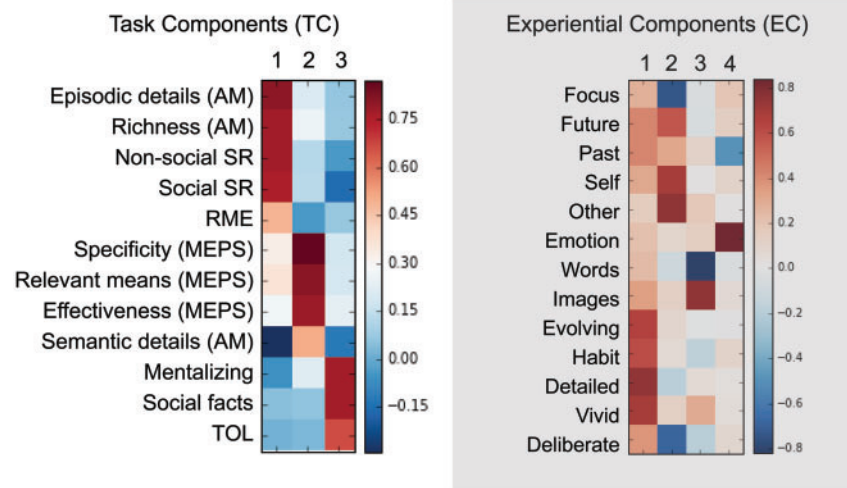 Task Components (TC)
1 2 3
Episodic details (AM)
Richness (AM)
Non-social SR
Social SR
RME
Specificity (MEPS)
Relevant means (MEPS)
Effectiveness (MEPS)
Semantic details (AM)
Mentalizing
Social facts
TOL
0.75
0.60
0.45
0.30
0.15
0.00
−0.15
Experiential Components (EC)
1 2 3 4
Focus
Future
Past
Self
Other
Emotion
Words
Images
Evolving
Habit
Detailed
Vivid
Deliberate
0.8
0.6
0.4
0.2
0.0
−0.2
−0.4
−0.6
−0.8